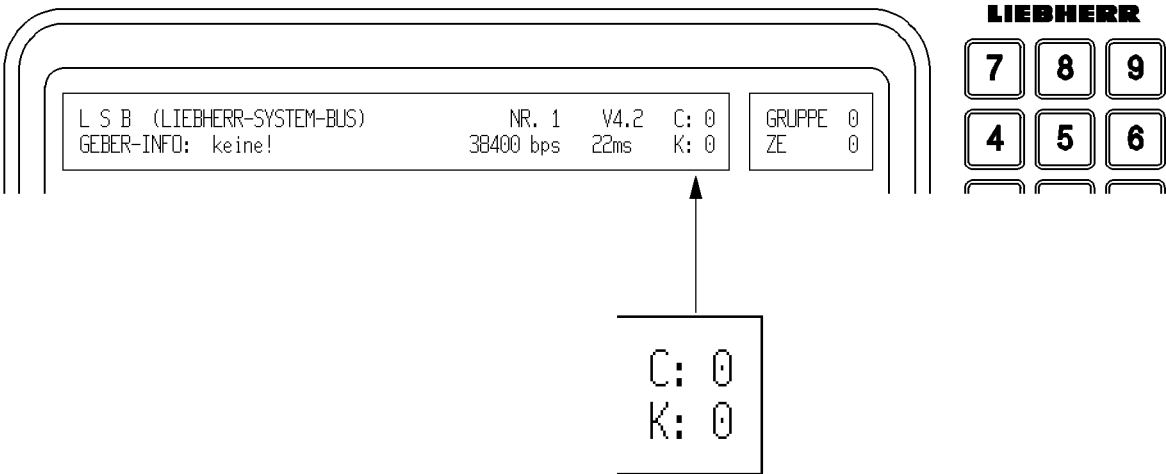 LIEBHERR
L S B (LIEBHERR-SYSTEM-BUS) NR. 1 V4.2 C: 0
GEBER-INFO: keine! 38400 bps 22ms K: 0
GRUPPE 0
ZE 0
7 8 9
4 5 6
C: 0
K: 0